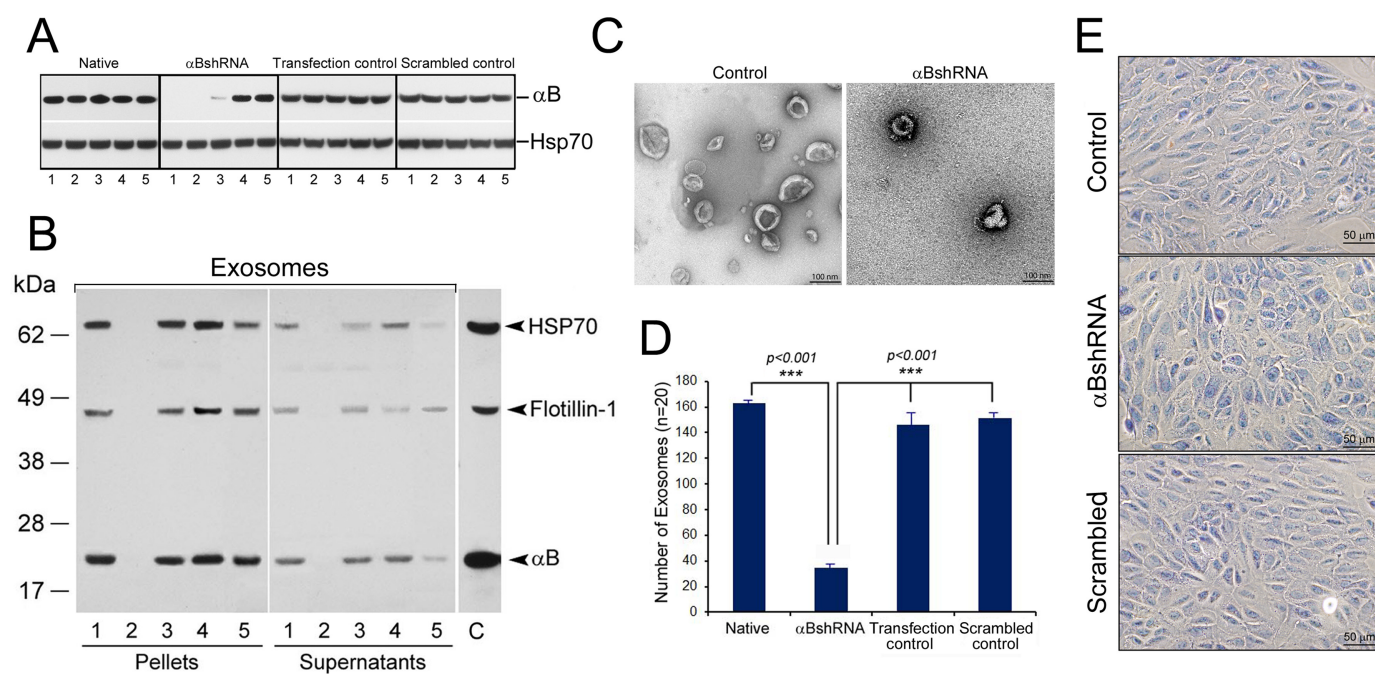 A
Native αBshRNA Transfection control Scrambled control
αB
Hsp70
1 2 3 4 5 1 2 3 4 5 1 2 3 4 5 1 2 3 4 5
B
Exosomes
kDa
62
49
38
28
17
HSP70
Flotillin-1
αB
1 2 3 4 5 1 2 3 4 5 C
Pellets Supernatants
C
Control αBshRNA
100 nm 100 nm
D
p<0.001 p<0.001
*** ***
Number of Exosomes (n=20)
180
160
140
120
100
80
60
40
20
0
Native αBshRNA Transfection control Scrambled control
E
Control
50 µm
αBshRNA
50 µm
Scrambled
50 µm